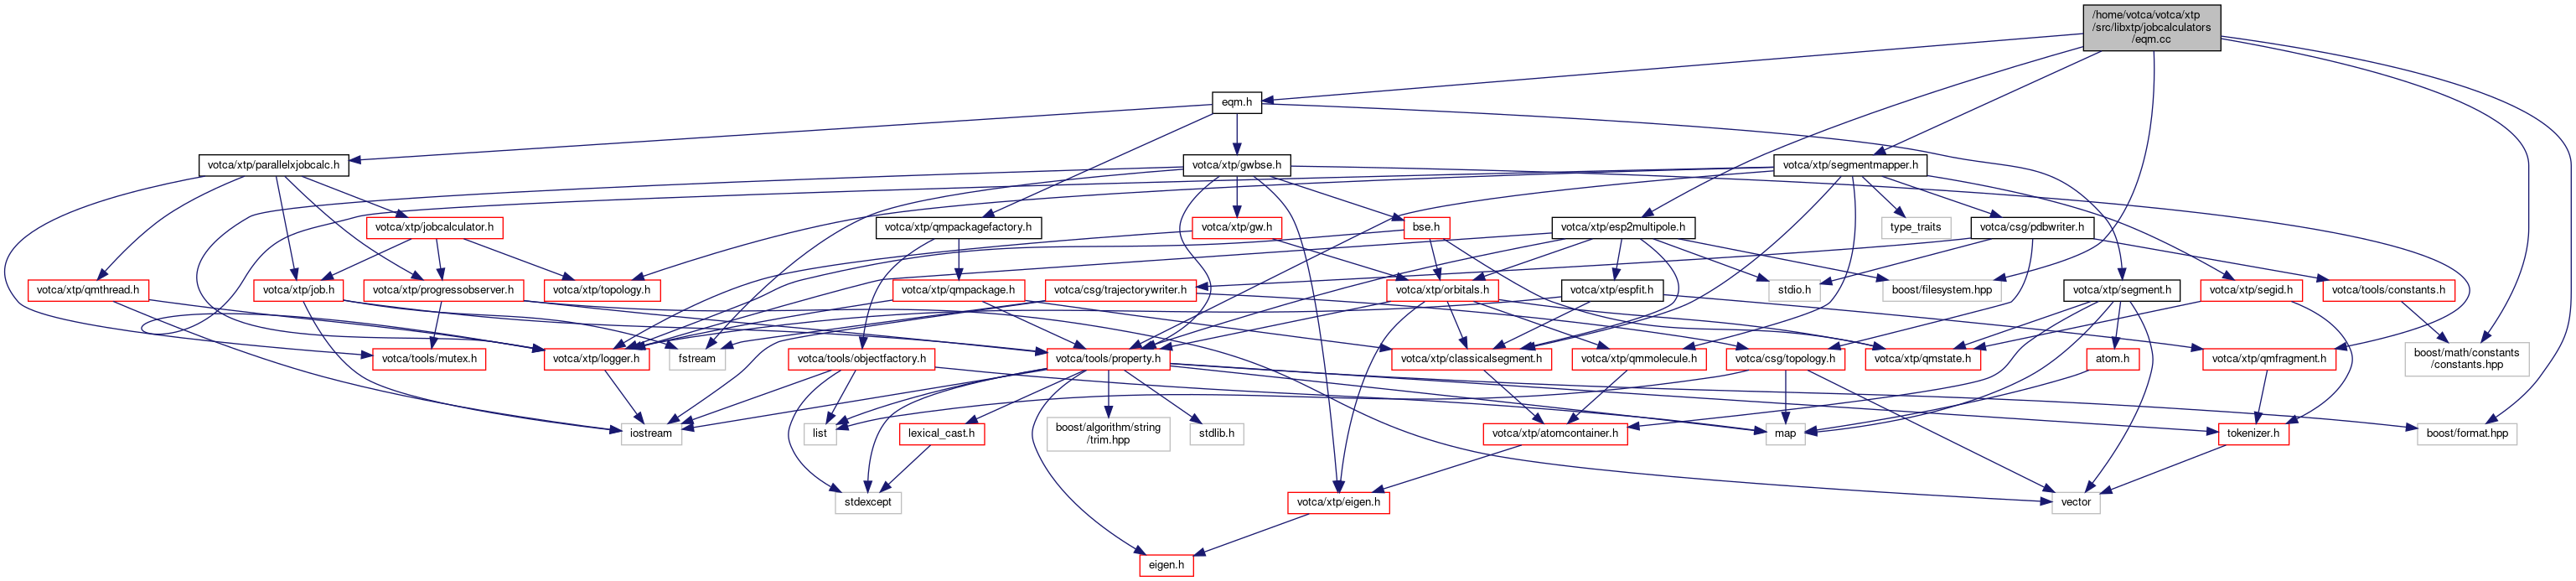 /home/votca/votca/xtp
/src/libxtp/jobcalculators
/eqm.cc
eqm.h
votca/xtp/parallelxjobcalc.h
votca/xtp/gwbse.h
votca/xtp/segmentmapper.h
votca/xtp/jobcalculator.h
votca/xtp/qmpackagefactory.h
votca/xtp/gw.h
bse.h
votca/xtp/esp2multipole.h
type_traits
votca/csg/pdbwriter.h
votca/xtp/qmthread.h
votca/xtp/job.h
votca/xtp/progressobserver.h
votca/xtp/topology.h
votca/xtp/qmpackage.h
votca/csg/trajectorywriter.h
votca/xtp/orbitals.h
votca/xtp/espfit.h
stdio.h
boost/filesystem.hpp
votca/xtp/segment.h
votca/xtp/segid.h
votca/tools/constants.h
votca/tools/mutex.h
votca/xtp/logger.h
fstream
votca/tools/objectfactory.h
votca/tools/property.h
votca/xtp/classicalsegment.h
votca/xtp/qmmolecule.h
votca/csg/topology.h
votca/xtp/qmstate.h
atom.h
votca/xtp/qmfragment.h
boost/math/constants
/constants.hpp
iostream
list
lexical_cast.h
boost/algorithm/string
/trim.hpp
stdlib.h
votca/xtp/atomcontainer.h
map
tokenizer.h
boost/format.hpp
stdexcept
votca/xtp/eigen.h
vector
eigen.h